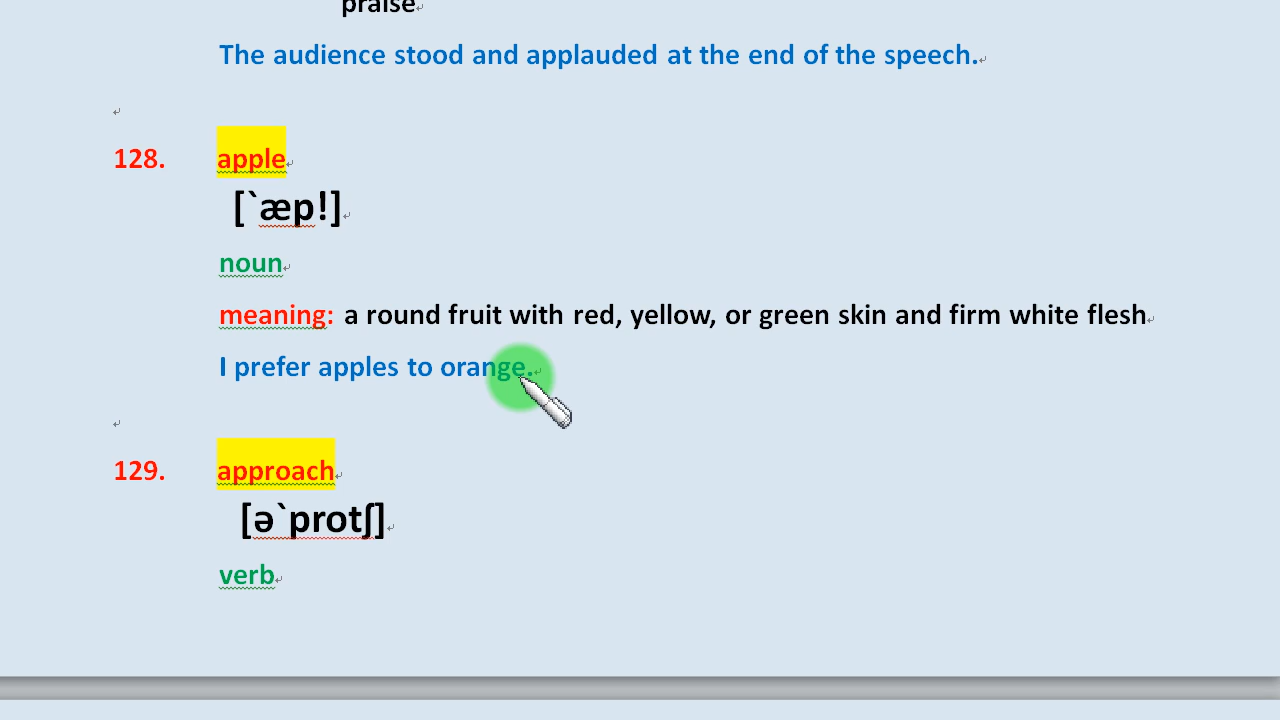 praise
The audience stood and applauded at the end of the speech.
128. apple
[`æp!]
noun
meaning: a round fruit with red, yellow, or green skin and firm white flesh
I prefer apples to orange.
129. approach
[ə`protʃ]
verb